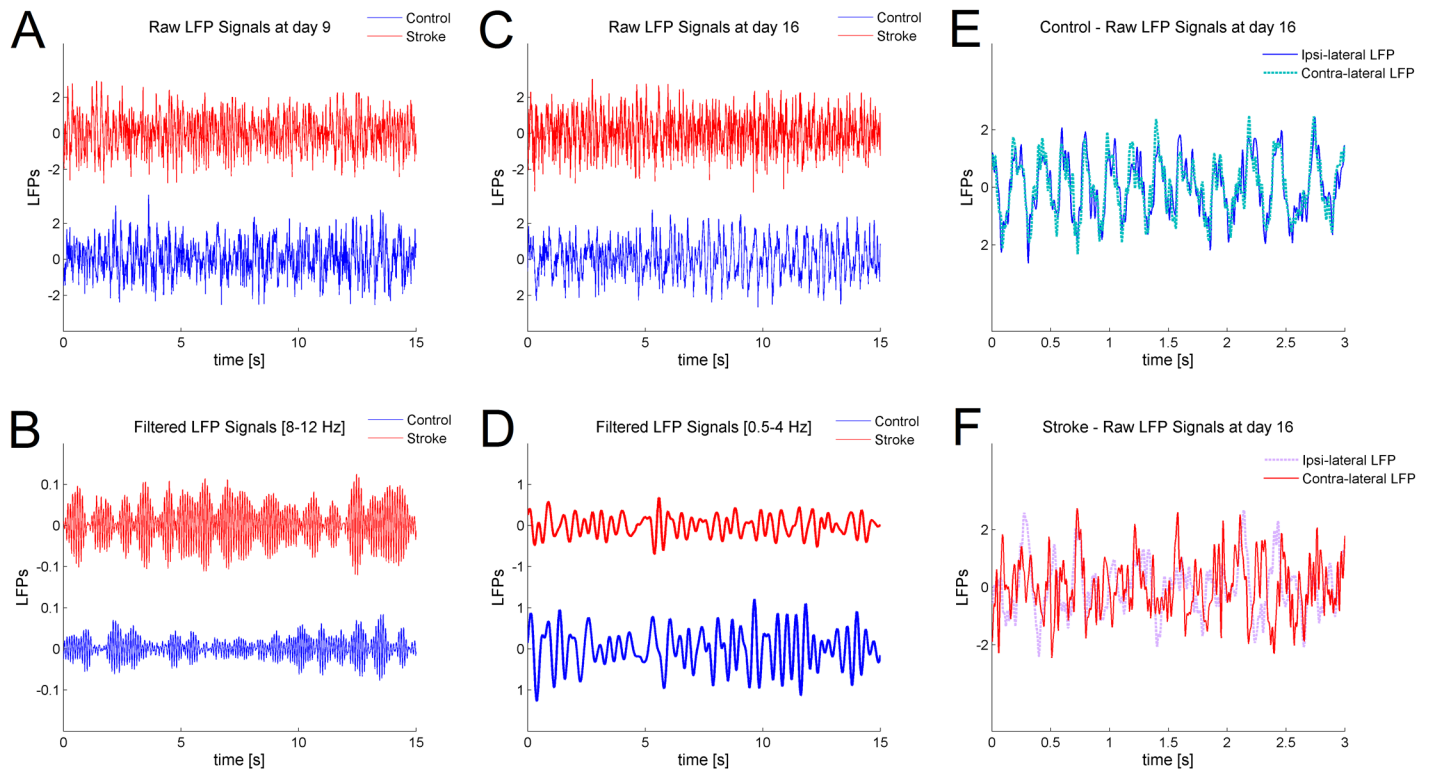 A
Raw LFP Signals at day 9
Control
Stroke
2
0
-2
2
0
-2
LFPs
0 5 10 15
time [s]
C
Raw LFP Signals at day 16
Control
Stroke
2
0
-2
2
0
2
LFPs
0 5 10 15
time [s]
E
Control - Raw LFP Signals at day 16
Ipsi-lateral LFP
Contra-lateral LFP
2
0
2
LFPs
0 0.5 1 1.5 2 2.5 3
time [s]
B
Filtered LFP Signals [8-12 Hz]
Control
Stroke
0.1
0
-0.1
0.1
0
-0.1
LFPs
0 5 10 15
time [s]
D
Filtered LFP Signals [0.5-4 Hz]
Control
Stroke
1
0
-1
1
0
1
LFPs
0 5 10 15
time [s]
F
Stroke - Raw LFP Signals at day 16
Ipsi-lateral LFP
Contra-lateral LFP
2
0
-2
LFPs
0 0.5 1 1.5 2 2.5 3
time [s]